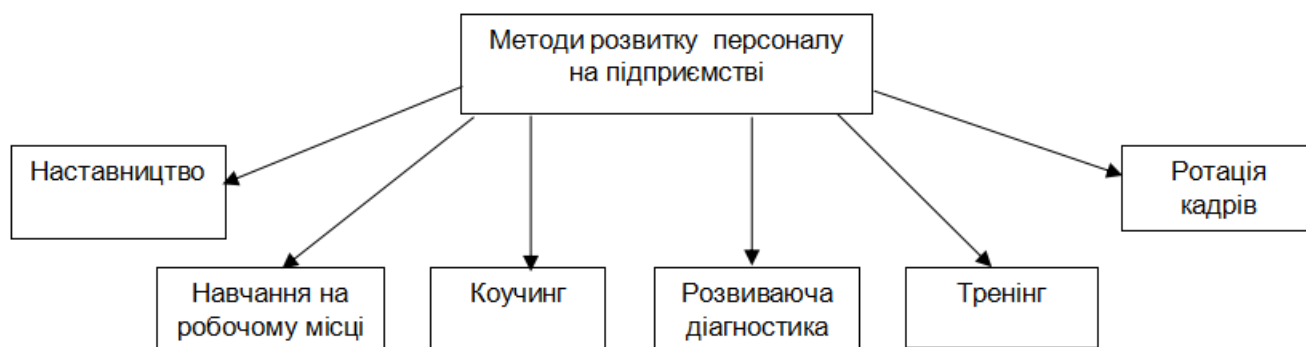 Методи розвитку персоналу
на підприємстві
Наставництво
Ротація
кадрів
Навчання на
робочому місці
Коучинг
Розвиваюча
діагностика
Тренінг